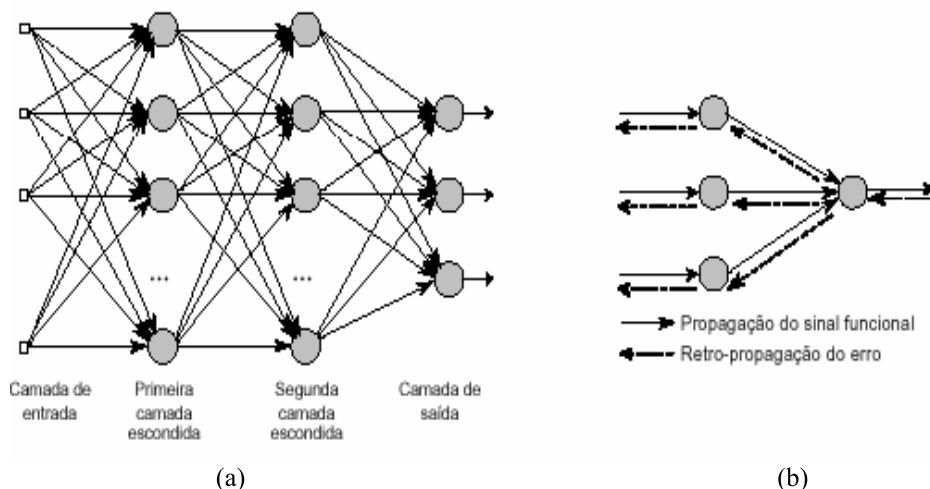 ...
...
Camada de
entrada
Primeira
camada
escondida
Segunda
camada
escondida
Camada de
saída
(a)
Propagação do sinal funcional
Retro-propagação do erro
(b)